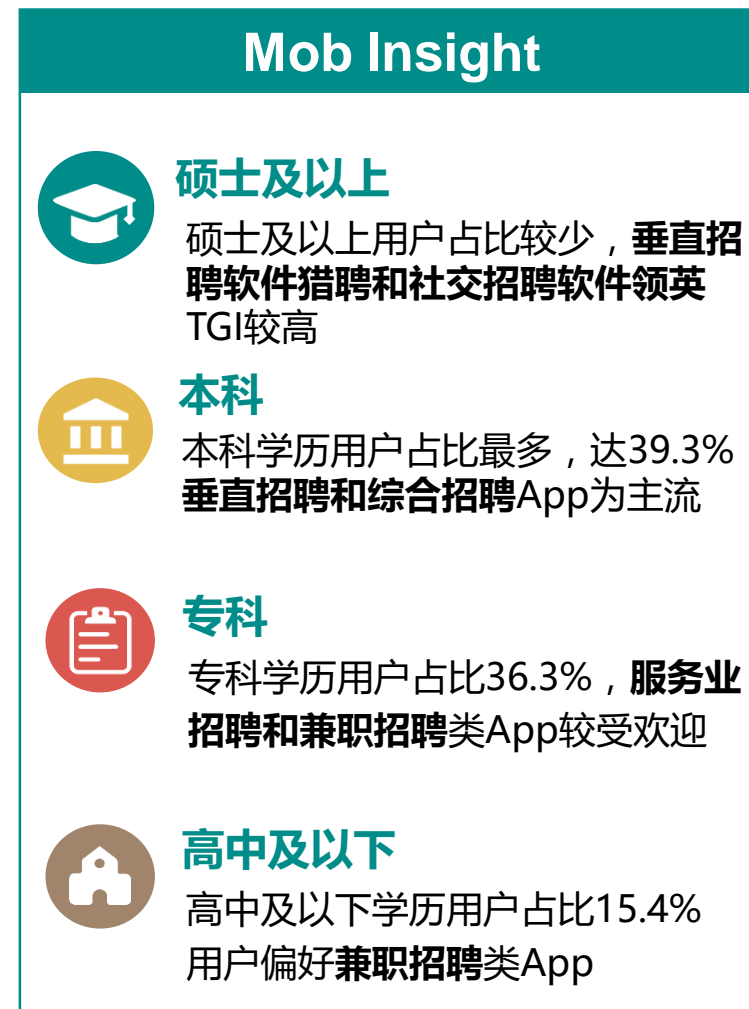 Mob Insight
硕士及以上
硕士及以上用户占比较少，垂直招
聘软件猎聘和社交招聘软件领英
TGI较高
本科
本科学历用户占比最多，达39.3%
垂直招聘和综合招聘App为主流
专科
专科学历用户占比36.3%，服务业
招聘和兼职招聘类App较受欢迎
高中及以下
高中及以下学历用户占比15.4%
用户偏好兼职招聘类App